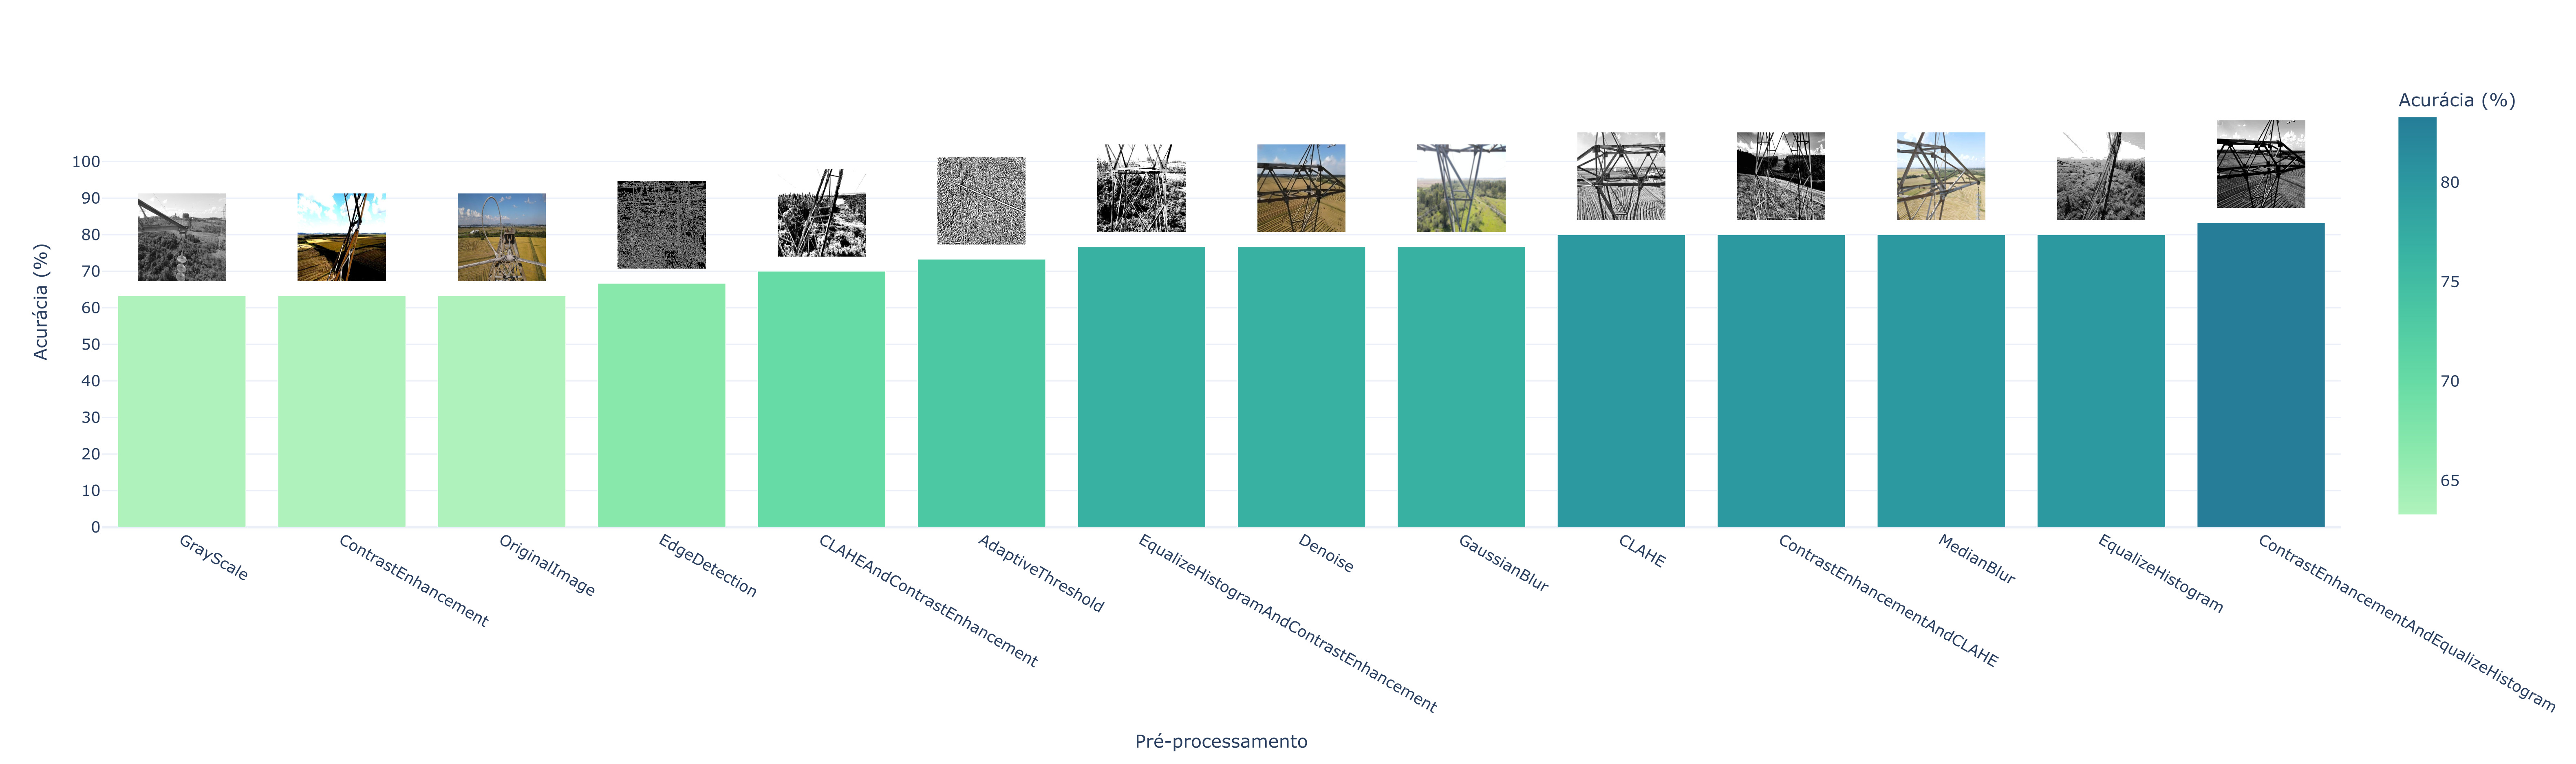 Acurácia (%)
100
90
80
70
60
50
40
30
20
10
0
Acurácia (%)
GrayScale
ContrastEnhancement
OriginalImage
EdgeDetection
CLAHEAndContrastEnhancement
AdaptiveThreshold
EqualizeHistogramAndContrastEnhancement
Denoise
GaussianBlur
CLAHE
ContrastEnhancementAndCLAHE
MedianBlur
EqualizeHistogram
ContrastEnhancementAndEqualizeHistogram
Pré-processamento
80
75
70
65